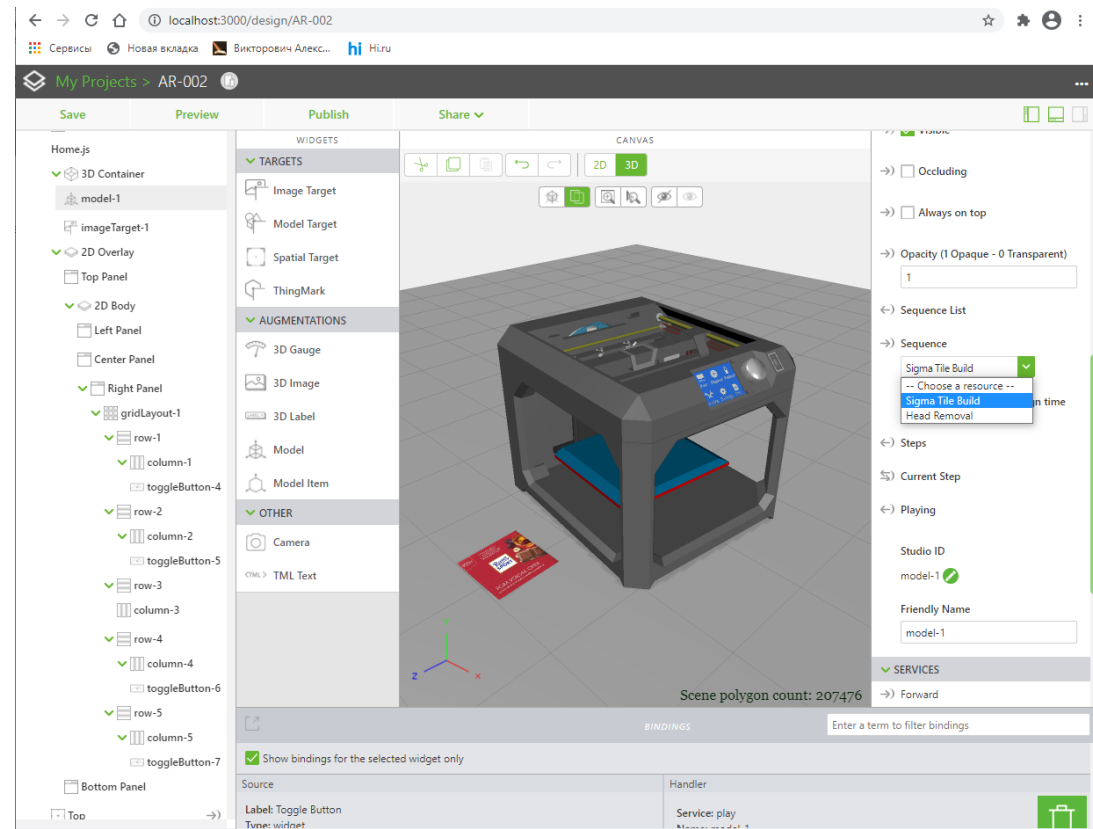 localhost:3000/design/AR-002
Сервисы
Новая вкладка
Викторович Алекс...
hi
Hi.ru
My Projects > AR-002
Save
Preview
Publish
Share
Home.js
3D Container
model-1
imageTarget-1
2D Overlay
Top Panel
2D Body
Left Panel
Center Panel
Right Panel
gridLayout-1
row-1
column-1
toggleButton-4
row-2
column-2
toggleButton-5
row-3
column-3
row-4
column-4
toggleButton-6
row-5
column-5
toggleButton-7
Bottom Panel
Top
WIDGETS
TARGETS
Image Target
Model Target
Spatial Target
ThingMark
AUGMENTATIONS
3D Gauge
3D Image
3D Label
Model
Model Item
OTHER
Camera
TML Text
CANVAS
2D
3D
Scene polygon count: 207476
Visible
Occluding
Always on top
Opacity (1 Opaque - 0 Transparent)
1
Sequence List
Sequence
Sigma Tile Build
-- Choose a resource --
Sigma Tile Build
Head Removal
n time
Steps
Current Step
Playing
Studio ID
model-1
Friendly Name
model-1
SERVICES
Forward
BINDINGS
Enter a term to filter bindings
Show bindings for the selected widget only
Source
Handler
Label: Toggle Button
Type: widget
Service: play
Name: model-1